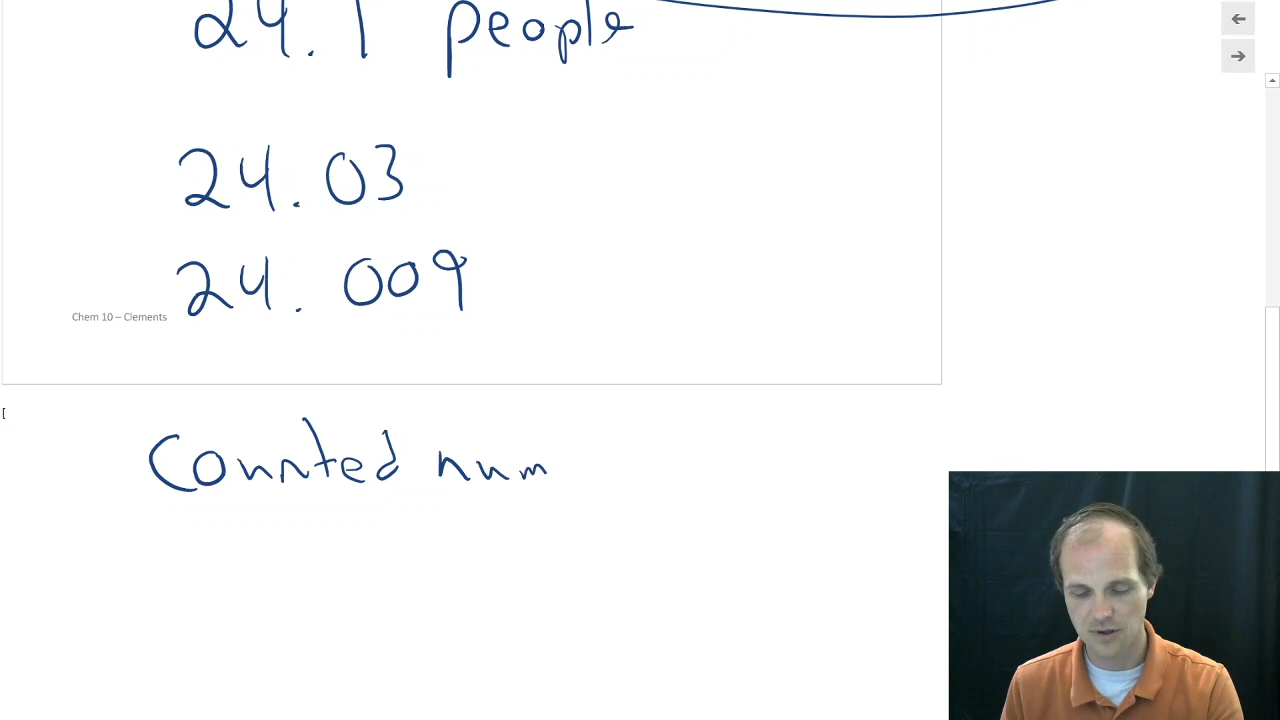 24.1 people
24.03
24.009
Chem 10 – Clements
[
Counted num